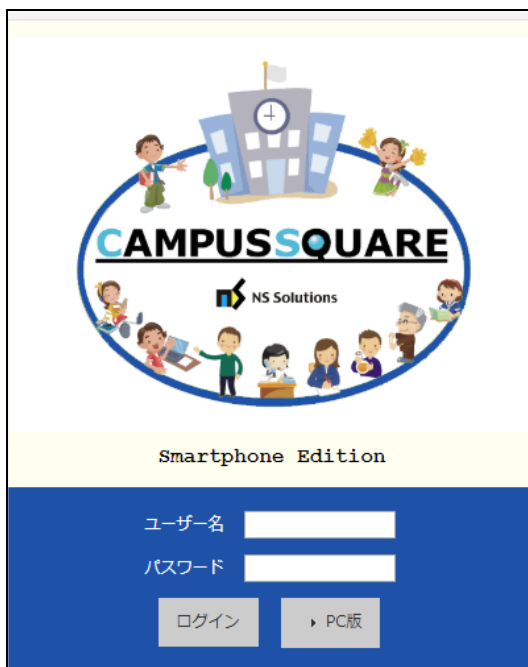 CAMPUSSQUARE
NS Solutions
Smartphone Edition
ユーザー名
パスワード
ログイン
PC版